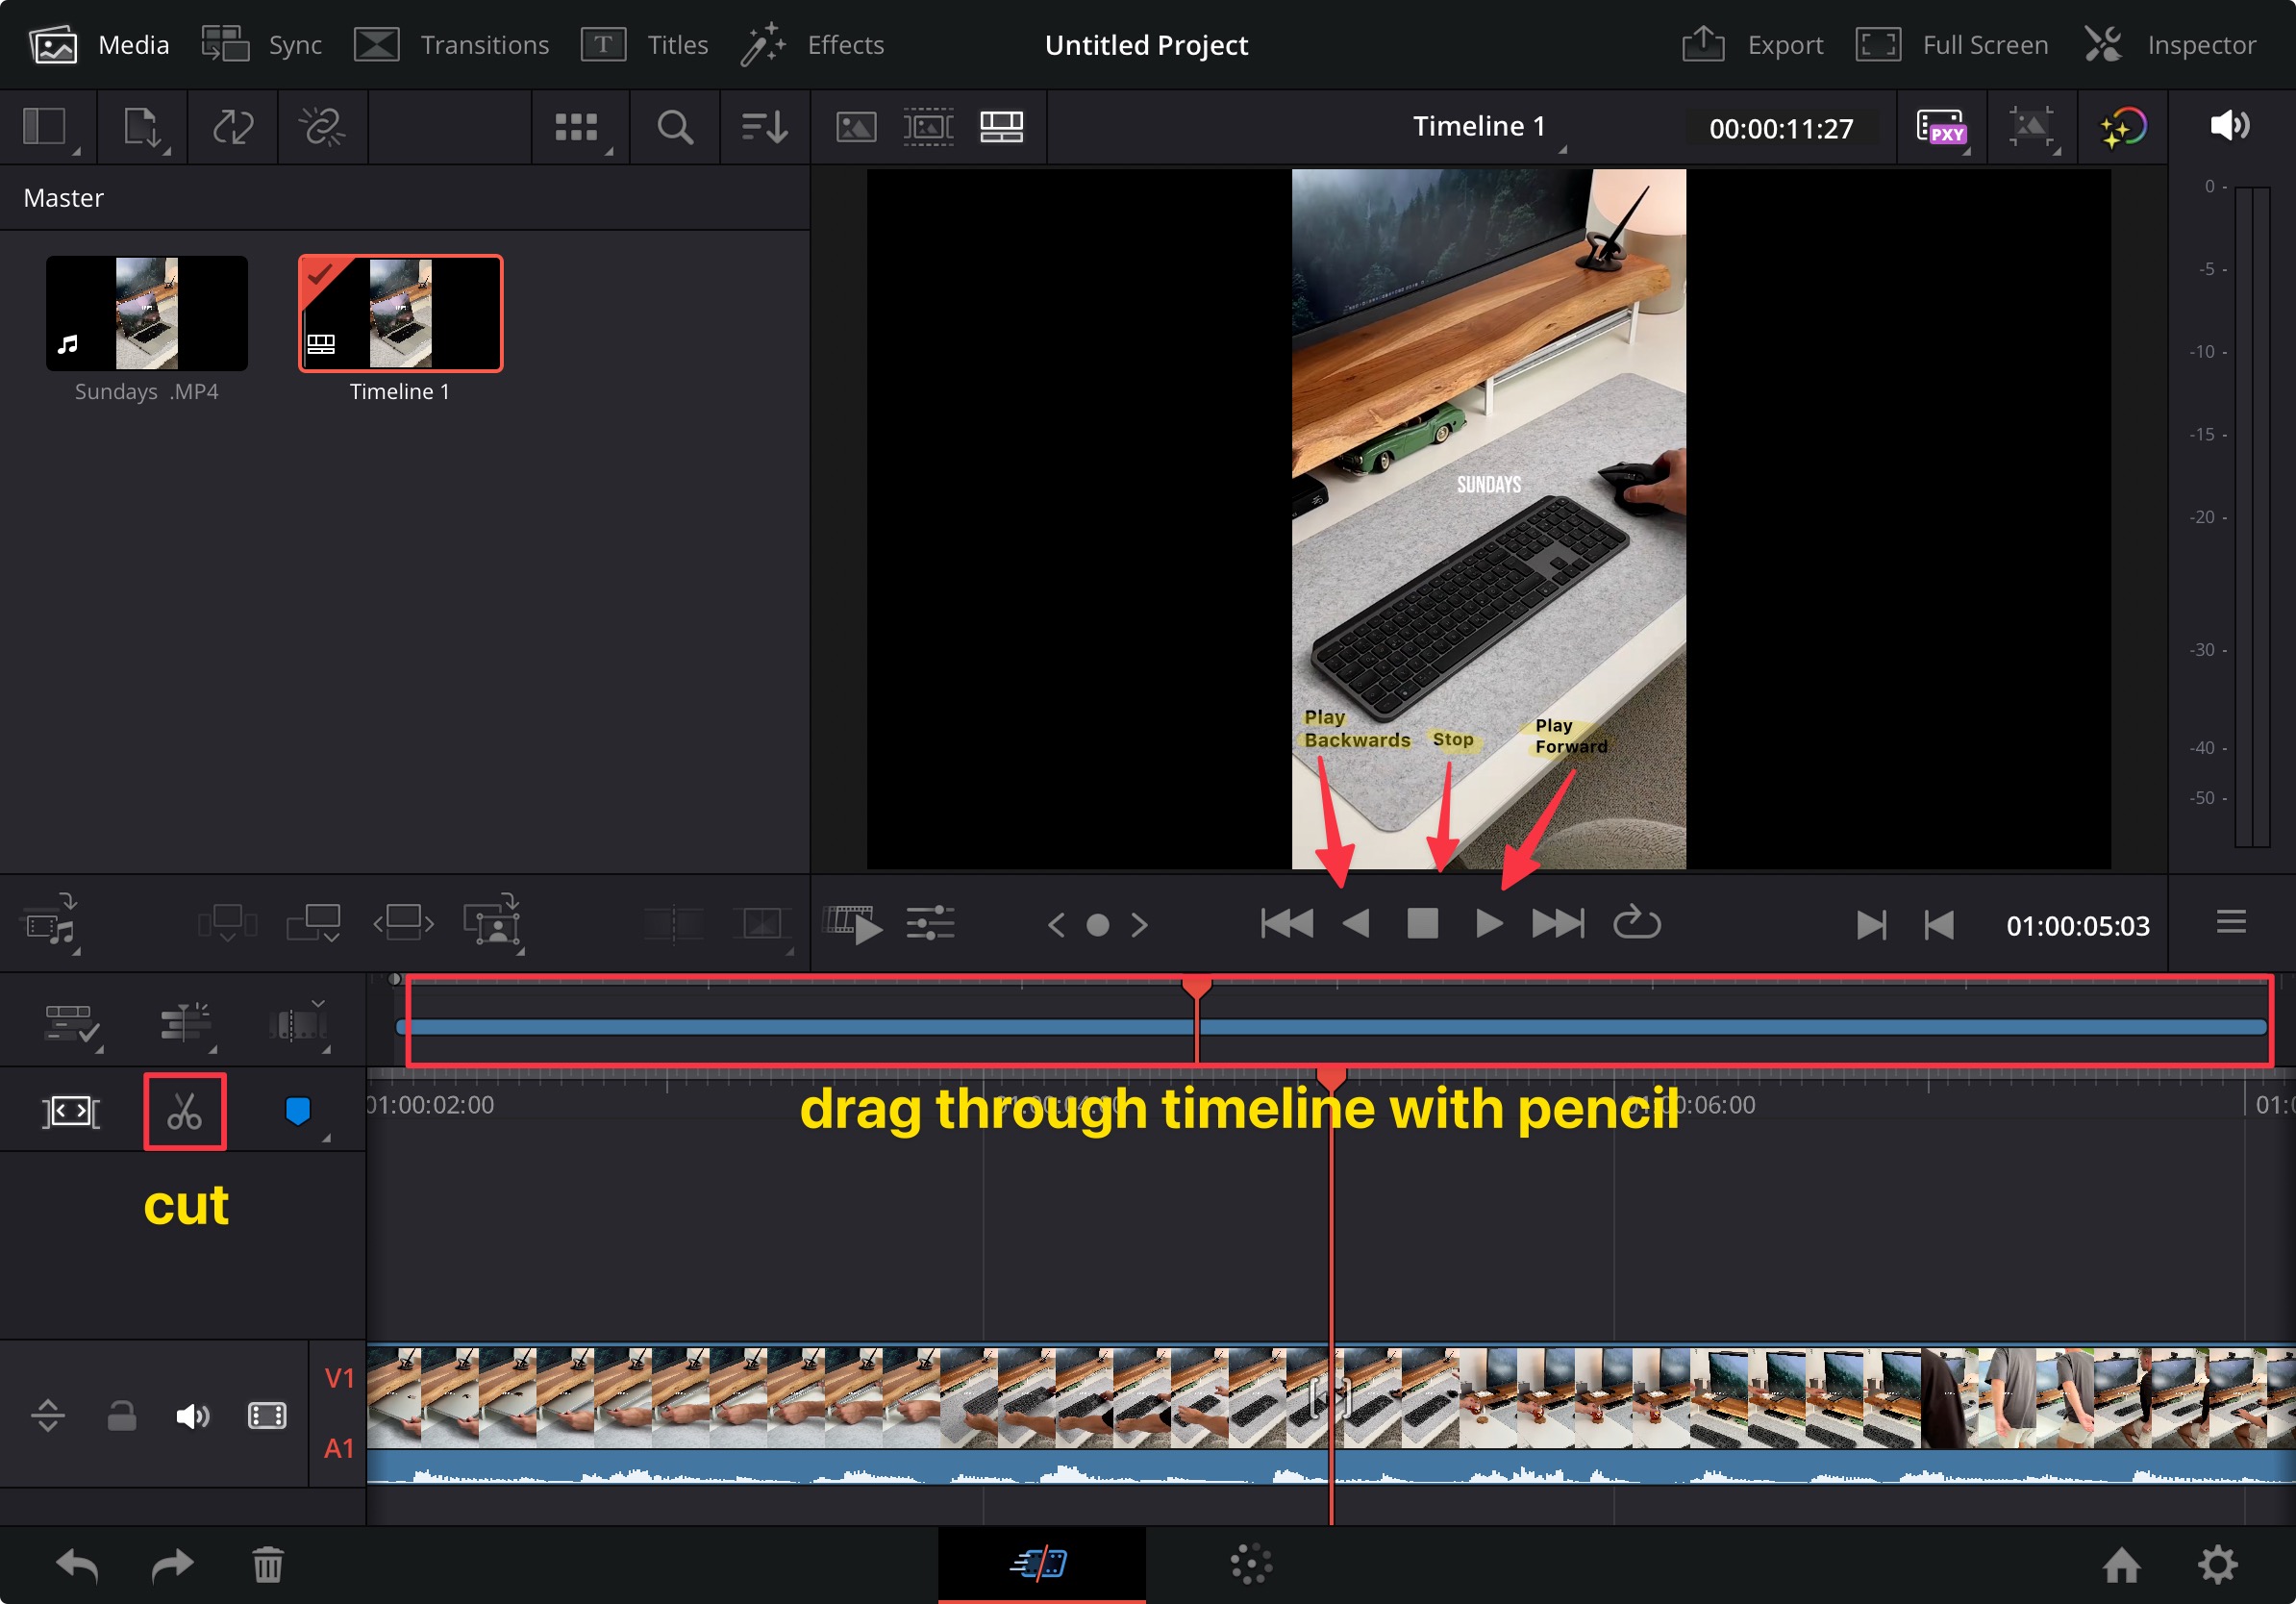 Media
Sync
Transitions
Titles
Effects
Untitled Project
Export
Full Screen
Inspector
Timeline 1
00:00:11:27
PXY
Master
Sundays .MP4
Timeline 1
SUNDAYS
Play
Backwards
Stop
Play
Forward
0
-5
-10
-15
-20
-30
-40
-50
01:00:05:03
01:00:02:00
drag through timeline with pencil
:00:06:00
01:0
cut
V1
A1